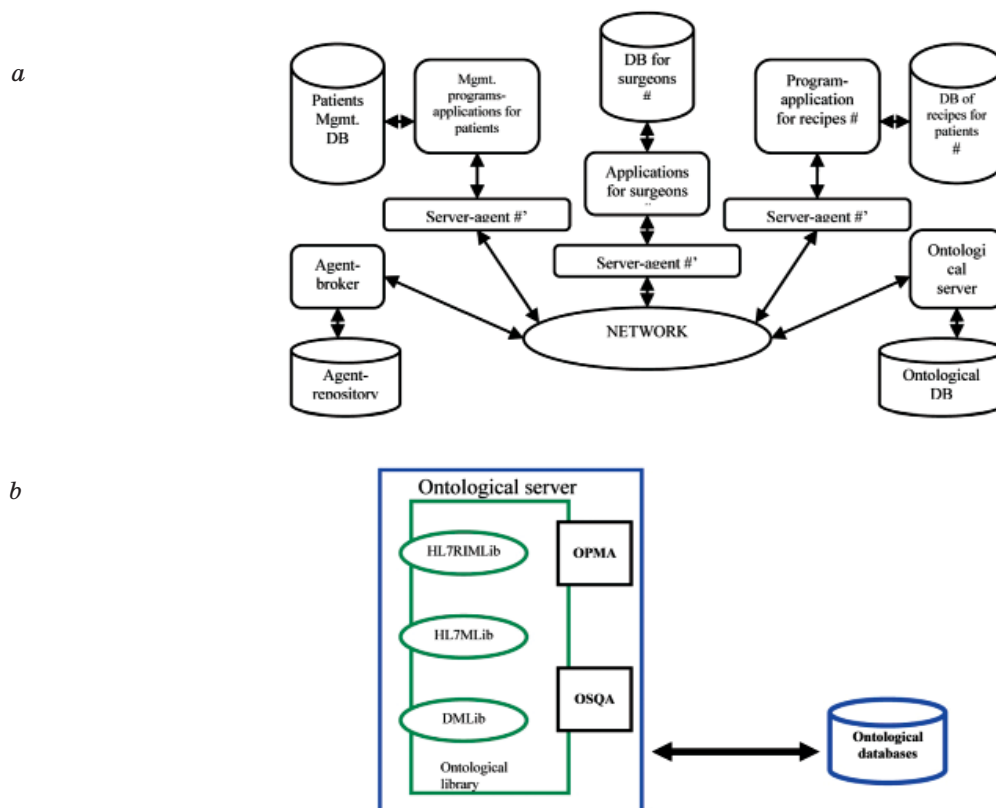 a
Patients
Mgmt.
DB
Mgmt.
programs-
applications for
patients
DB for
surgeons
#
Program-
application
for recipes #
DB of
recipes for
patients
#
Applications
for surgeons
Server-agent #'
Server-agent #'
Server-agent #'
Agent-
broker
Ontologi
cal
server
NETWORK
Agent-
repository
Ontological
DB
b
Ontological server
HL7RIMLib
OPMA
HL7MLib
OSQA
DMLib
Ontological
library
Ontological
databases